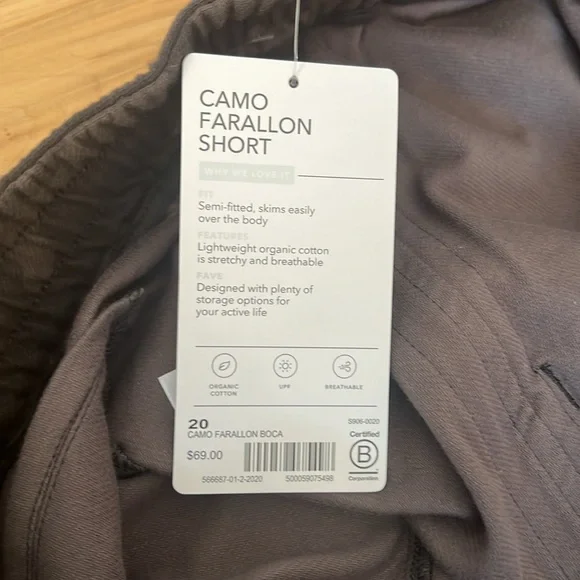 CAMO
FARALLON
SHORT
WHY WE LOVE IT
FIT
Semi-fitted, skims easily
over the body
FEATURES
Lightweight organic cotton
is stretchy and breathable
FAVE
Designed with plenty of
storage options for
your active life
ORGANIC
COTTON
UPF
BREATHABLE
20
S906-0020
CAMO FARALLON BOCA
$69.00
566687-01-2-2020
500059075498
Certified
B
Corporation